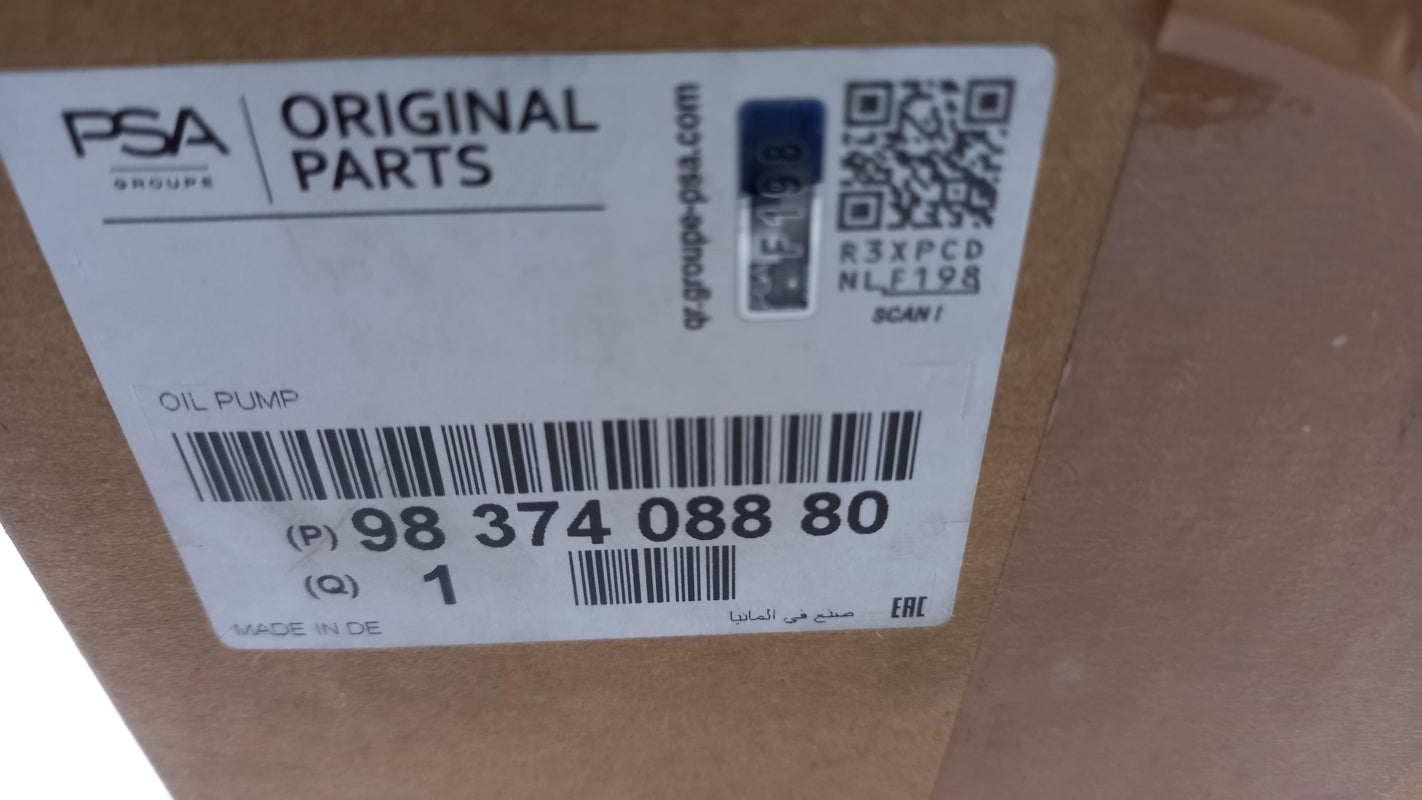 PSA
GROUPE
ORIGINAL
PARTS
qr.groupe-psa.com
F198
R3XPCD
NLF198
SCAN !
OIL PUMP
(P) 98 374 088 80
(Q) 1
MADE IN DE
صنع في المانيا
EAC